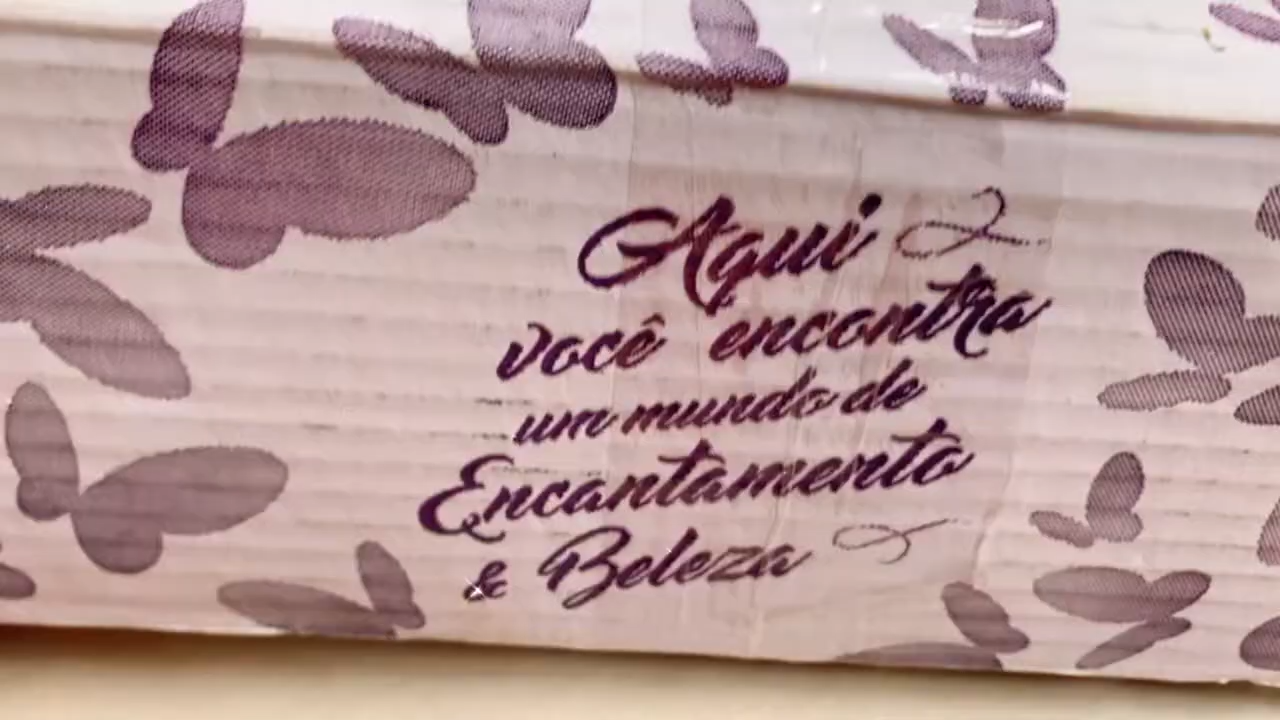 Aqui
você encontra
um mundo de
Encantamento
& Beleza